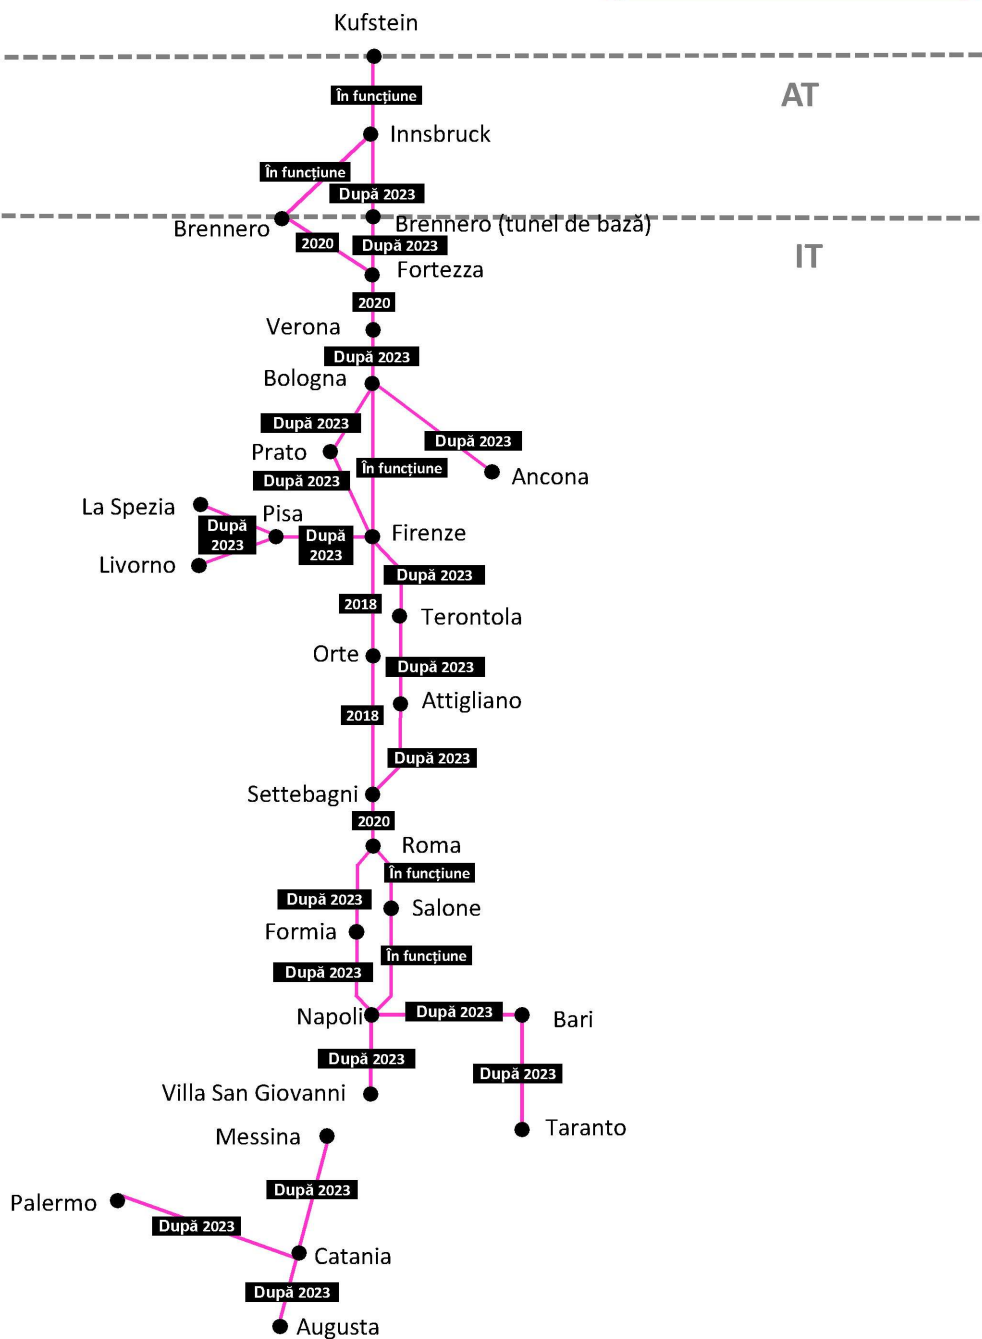 Kufstein
În funcțiune
AT
Innsbruck
În funcțiune
După 2023
Brennero
Brennero (tunel de bază)
2020
După 2023
IT
Fortezza
2020
Verona
După 2023
Bologna
După 2023
După 2023
Prato
În funcțiune
După 2023
Ancona
La Spezia
Pisa
După
2023
După
2023
Firenze
Livorno
După 2023
2018
Terontola
Orte
După 2023
Attigliano
2018
După 2023
Settebagni
2020
Roma
În funcțiune
După 2023
Salone
Formia
În funcțiune
După 2023
Napoli
După 2023
Bari
După 2023
După 2023
Villa San Giovanni
Taranto
Messina
După 2023
Palermo
După 2023
Catania
După 2023
Augusta